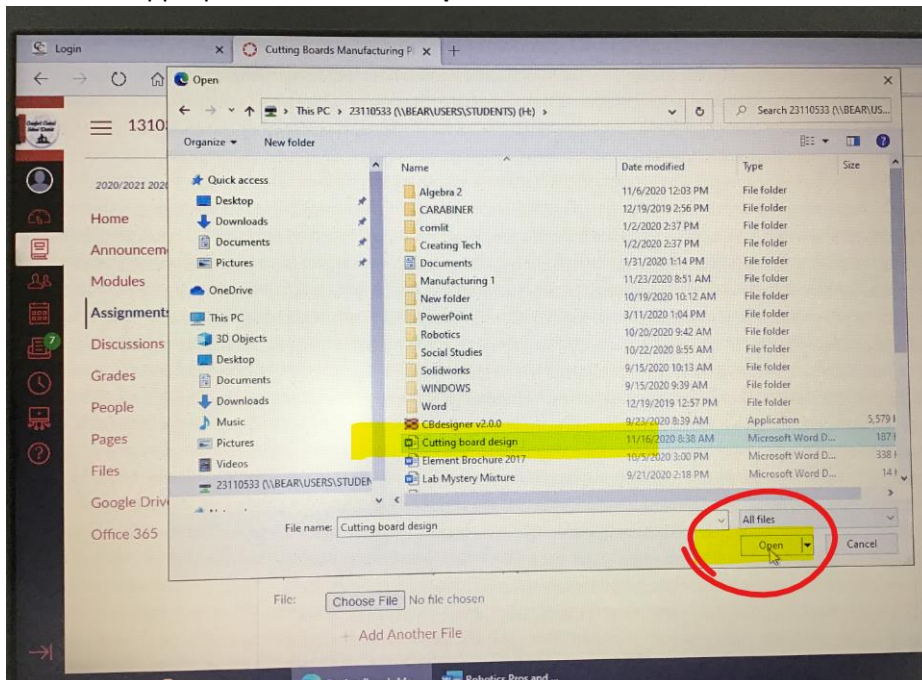 Login
Cutting Boards Manufacturing P
Open
This PC > 23110533 (\\BEAR\USERS\STUDENTS) (H:) >
Search 23110533 (\\BEAR\US...
1310
Organize
New folder
2020/2021
Name Date modified Type Size
Quick access
Desktop
Downloads
Documents
Pictures
OneDrive
This PC
3D Objects
Desktop
Documents
Downloads
Music
Pictures
Videos
23110533 (\\BEAR\USERS\STUDEN
Algebra 2 11/6/2020 12:03 PM File folder
CARABINER 12/19/2019 2:56 PM File folder
comlit 1/2/2020 2:37 PM File folder
Creating Tech 1/2/2020 2:37 PM File folder
Documents 1/31/2020 1:14 PM File folder
Manufacturing 1 11/23/2020 8:51 AM File folder
New folder 10/19/2020 10:12 AM File folder
PowerPoint 3/11/2020 1:04 PM File folder
Robotics 10/20/2020 9:42 AM File folder
Social Studies 10/22/2020 8:55 AM File folder
Solidworks 9/15/2020 10:13 AM File folder
WINDOWS 9/15/2020 9:39 AM File folder
Word 12/19/2019 12:57 PM File folder
CBdesigner v2.0.0 9/23/2020 8:39 AM Application 5,579
Cutting board design 11/16/2020 8:38 AM Microsoft Word D... 187
Element Brochure 2017 10/5/2020 3:00 PM Microsoft Word D... 338
Lab Mystery Mixture 9/21/2020 2:18 PM Microsoft Word D... 14
Home
Announcem
Modules
Assignments
Discussions
7
Grades
People
Pages
Files
Google Driv
Office 365
File name: Cutting board design
All files
Open
Cancel
File: Choose File No file chosen
+ Add Another File
Robotics Pros and ...